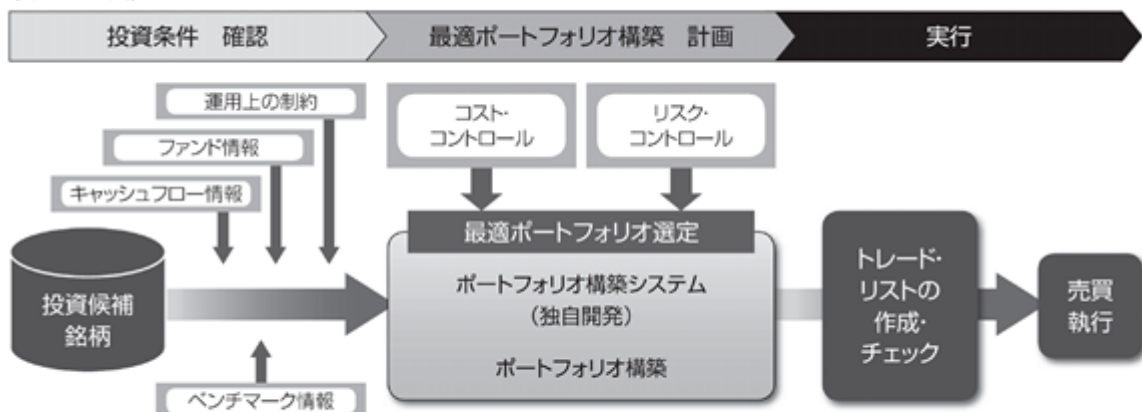 投資条件 確認
最適ポートフォリオ構築 計画
実行
運用上の制約
ファンド情報
キャッシュフロー情報
コスト・
コントロール
リスク・
コントロール
投資候補
銘柄
最適ポートフォリオ選定
ポートフォリオ構築システム
（独自開発）
ポートフォリオ構築
トレード・
リストの
作成・
チェック
売買
執行
ベンチマーク情報